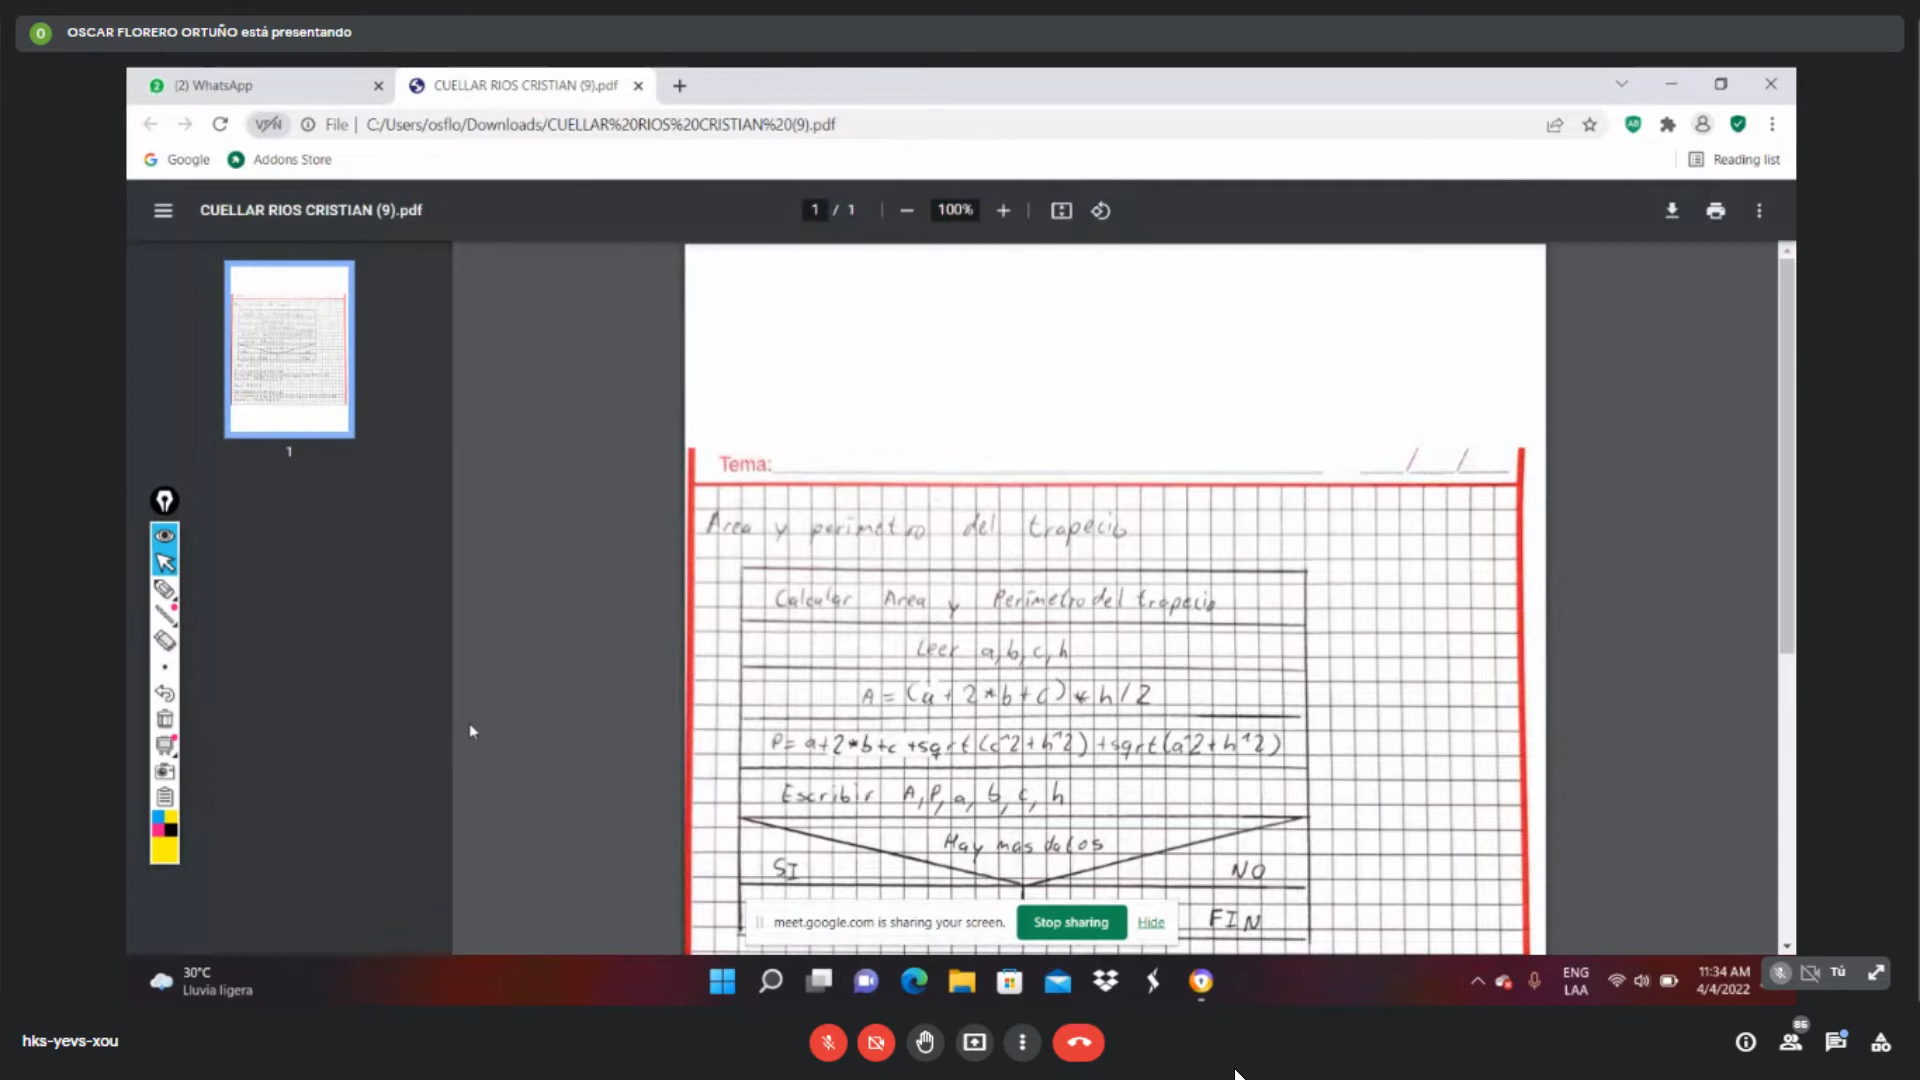 O OSCAR FLORERO ORTUÑO está presentando
(2) WhatsApp
CUELLAR RIOS CRISTIAN (9).pdf
VPN
File
C:/Users/osflo/Downloads/CUELLAR%20RIOS%20CRISTIAN%20(9).pdf
Google
Addons Store
Reading list
CUELLAR RIOS CRISTIAN (9).pdf
1 / 1
100%
1
Tema:
Area y perimetro del trapecio
Calcular Area y Perimetro del trapecio
Leer a, b, c, h
A = (a + 2 * b + c) * h / 2
P = a+2*b+c +sqrt(c^2+h^2) +sqrt(a^2+h^2)
Escribir A, P, a, b, c, h
Hay mas datos
SI
NO
FIN
meet.google.com is sharing your screen.
Stop sharing
Hide
30°C
Lluvia ligera
ENG
LAA
11:34 AM
4/4/2022
Tú
hks-yevs-xou
86